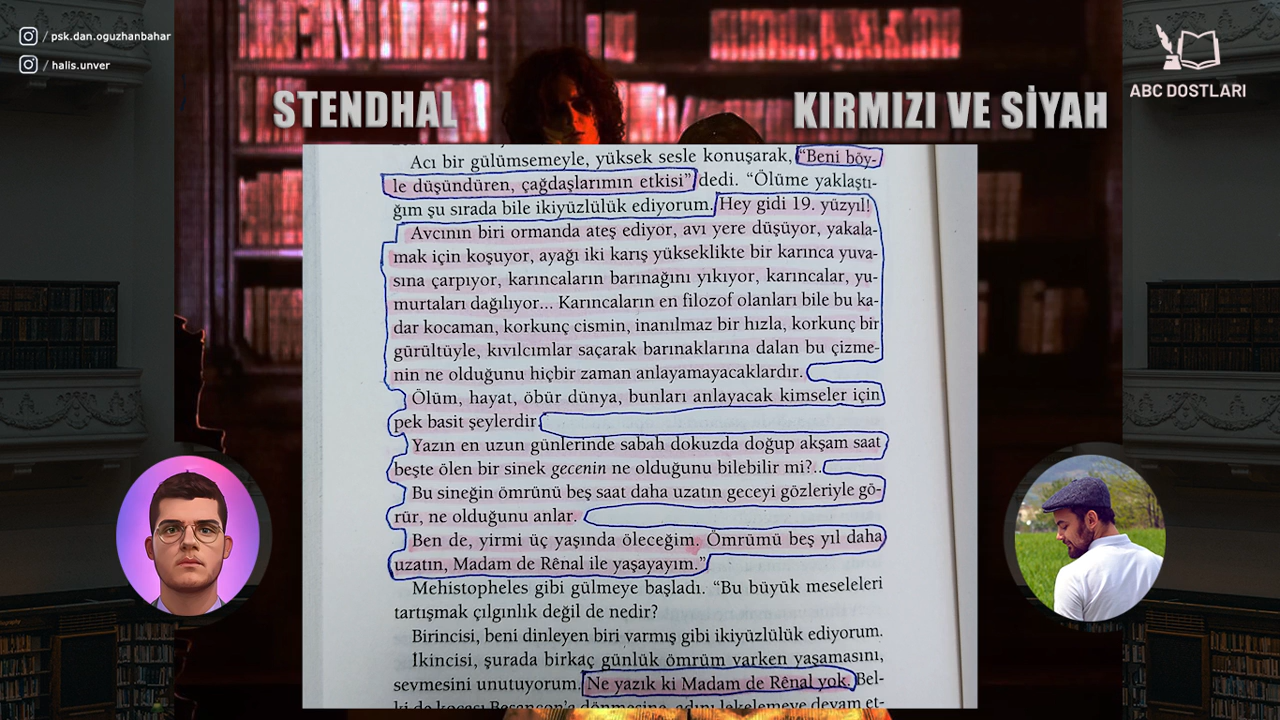 / psk.dan.oguzhanbahar
/ halis.unver
ABC DOSTLARI
STENDHAL
KIRMIZI VE SİYAH
Acı bir gülümsemeyle, yüksek sesle konuşarak, “Beni böy-
le düşündüren, çağdaşlarımın etkisi” dedi. “Ölüme yaklaştı-
ğım şu sırada bile ikiyüzlülük ediyorum. Hey gidi 19. yüzyıl!
Avcının biri ormanda ateş ediyor, avı yere düşüyor, yakala-
mak için koşuyor, ayağı iki karış yükseklikte bir karınca yuva-
sına çarpıyor, karıncaların barınağını yıkıyor, karıncalar, yu-
murtaları dağılıyor... Karıncaların en filozof olanları bile bu ka-
dar kocaman, korkunç cismin, inanılmaz bir hızla, korkunç bir
gürültüyle, kıvılcımlar saçarak barınaklarına dalan bu çizme-
nin ne olduğunu hiçbir zaman anlayamayacaklardır.
Ölüm, hayat, öbür dünya, bunları anlayacak kimseler için
pek basit şeylerdir.
Yazın en uzun günlerinde sabah dokuzda doğup akşam saat
beşte ölen bir sinek gecenin ne olduğunu bilebilir mi?..
Bu sineğin ömrünü beş saat daha uzatın geceyi gözleriyle gö-
rür, ne olduğunu anlar.
Ben de, yirmi üç yaşında öleceğim. Ömrümü beş yıl daha
uzatın, Madam de Rênal ile yaşayayım.”
Mehistopheles gibi gülmeye başladı. “Bu büyük meseleleri
tartışmak çılgınlık değil de nedir?
Birincisi, beni dinleyen biri varmış gibi ikiyüzlülük ediyorum.
İkincisi, şurada birkaç günlük ömrüm varken yaşamasını,
sevmesini unutuyorum. Ne yazık ki Madam de Rênal yok. Bel-
ki de kocası Besançon'a dönmesine, adını lekelemeye devam et-